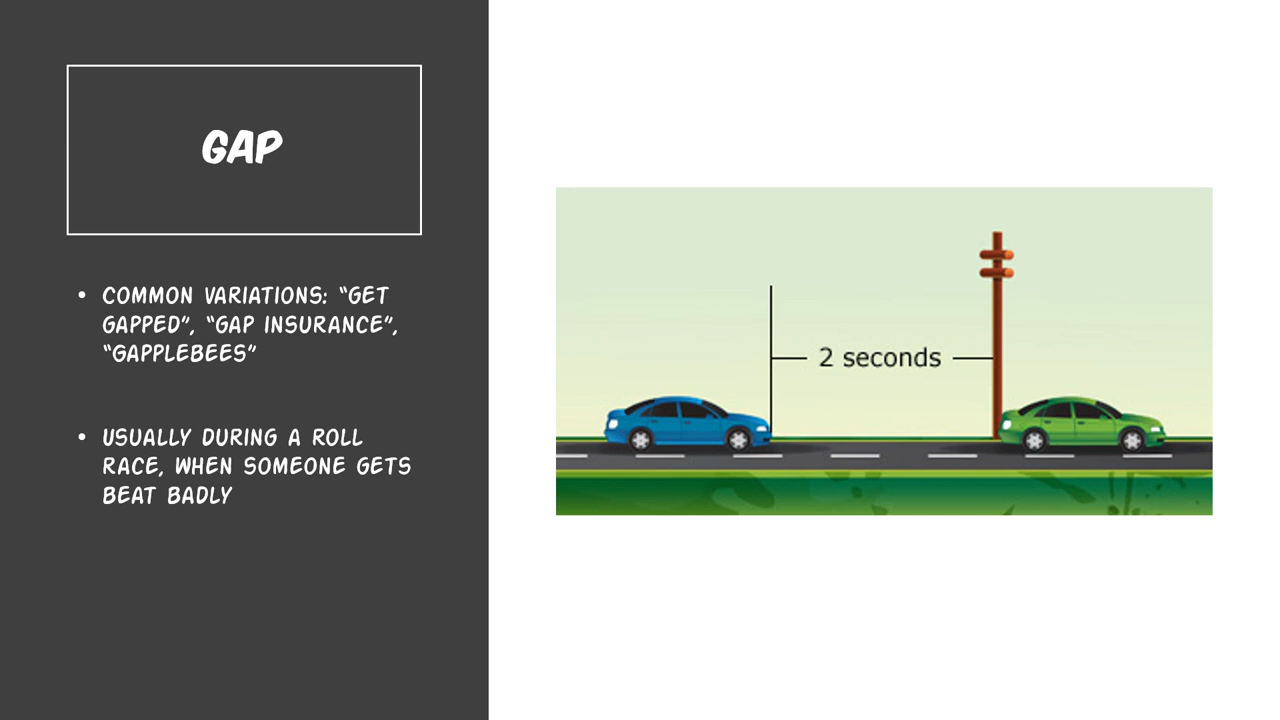 GAP
• COMMON VARIATIONS: "GET
GAPPED", "GAP INSURANCE",
"GAPPLEBEES"
• USUALLY DURING A ROLL
RACE, WHEN SOMEONE GETS
BEAT BADLY
2 seconds